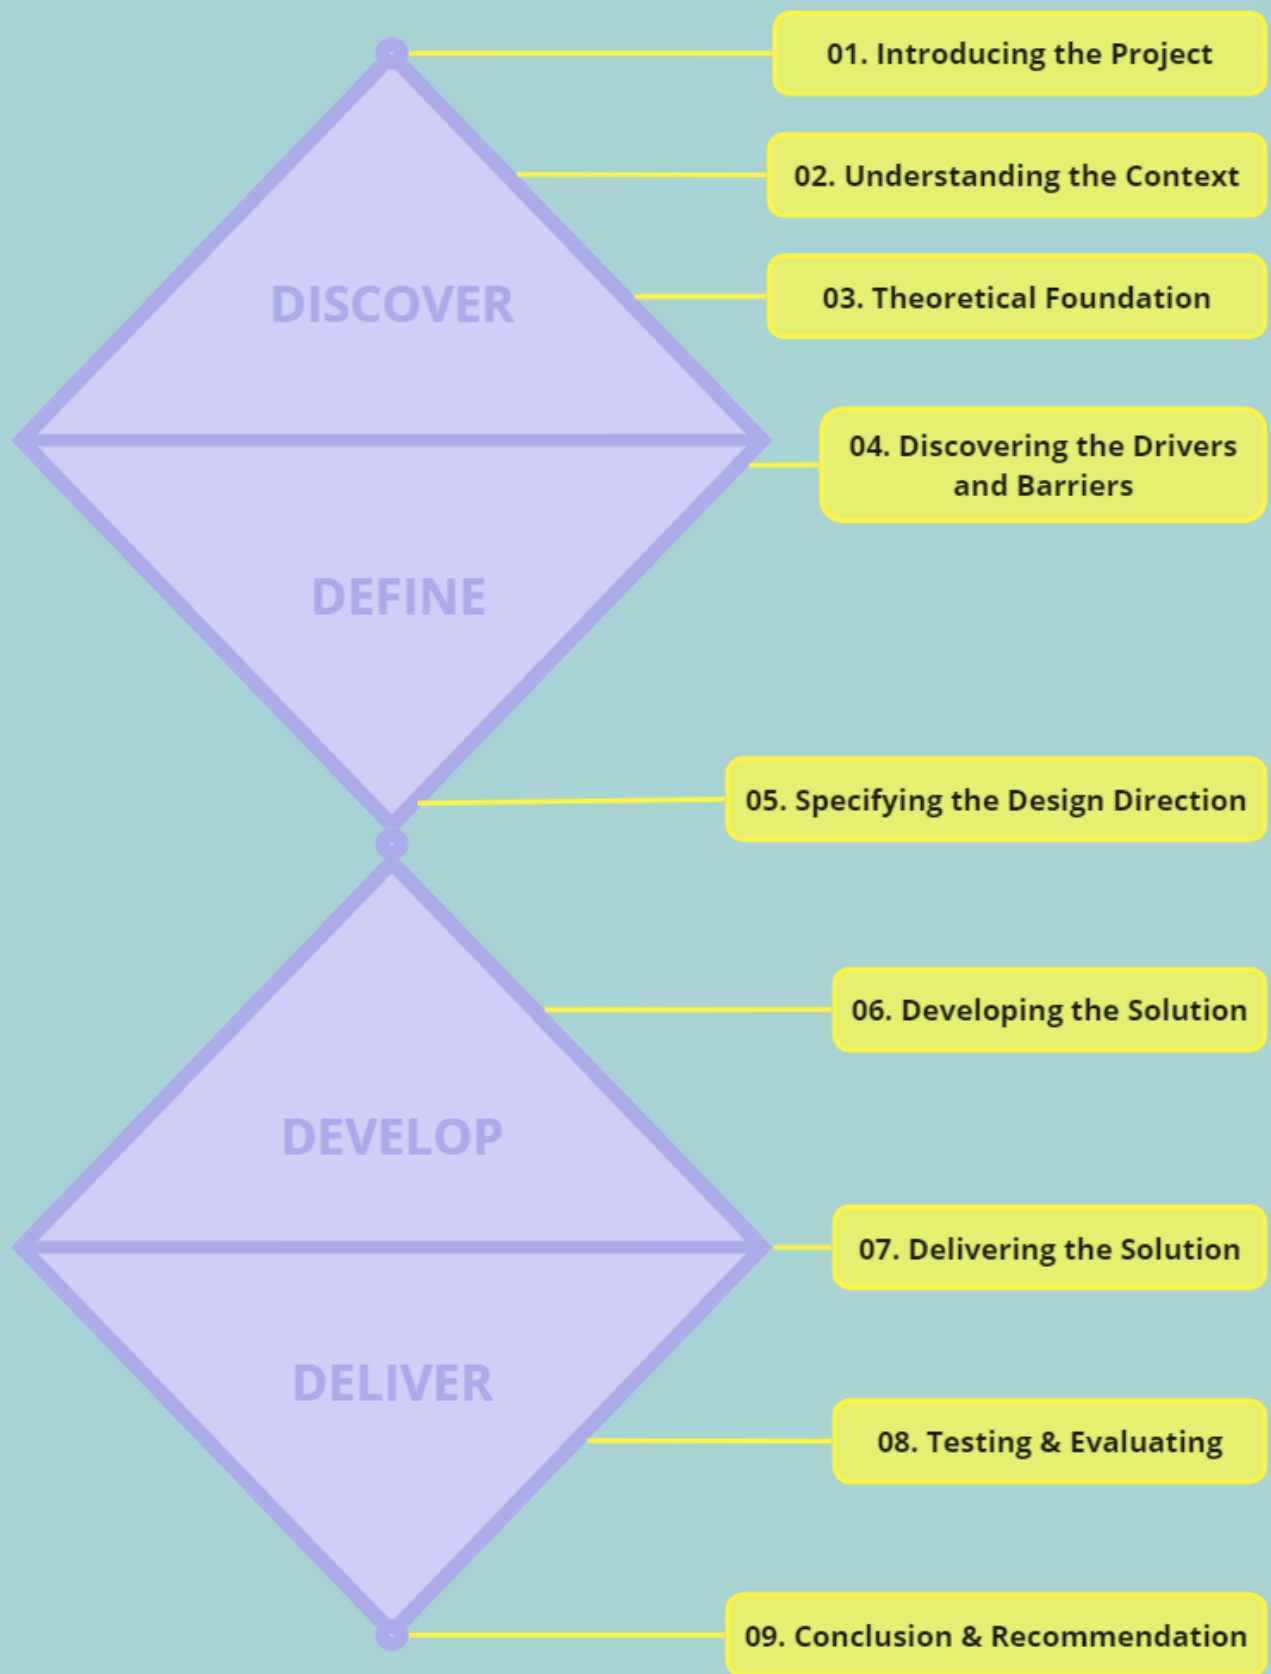 01. Introducing the Project
02. Understanding the Context
DISCOVER
03. Theoretical Foundation
04. Discovering the Drivers
and Barriers
DEFINE
05. Specifying the Design Direction
06. Developing the Solution
DEVELOP
07. Delivering the Solution
DELIVER
08. Testing & Evaluating
09. Conclusion & Recommendation